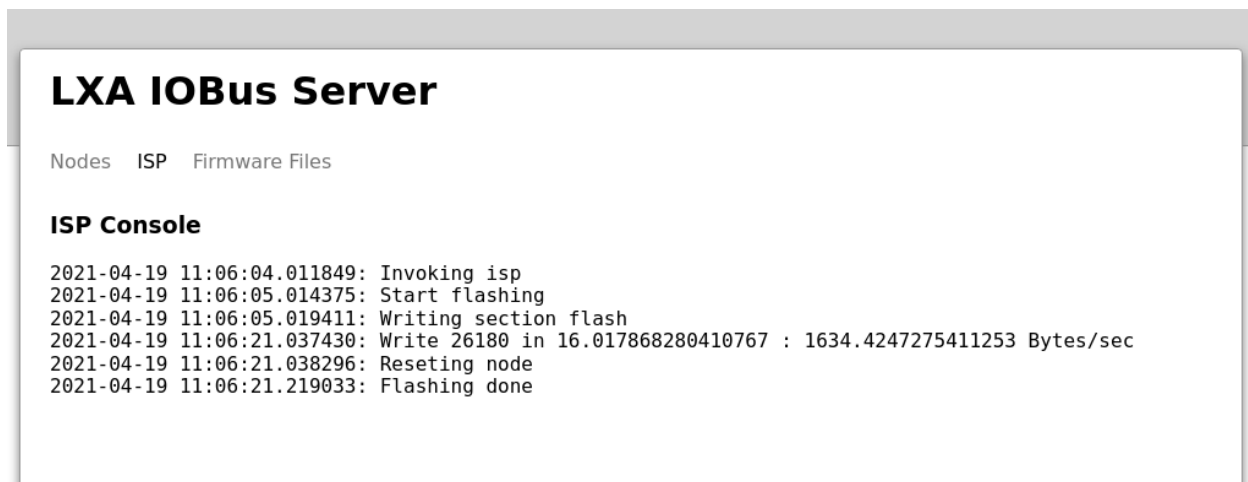 LXA IOBus Server
Nodes ISP Firmware Files
ISP Console
2021-04-19 11:06:04.011849: Invoking isp
2021-04-19 11:06:05.014375: Start flashing
2021-04-19 11:06:05.019411: Writing section flash
2021-04-19 11:06:21.037430: Write 26180 in 16.017868280410767 : 1634.4247275411253 Bytes/sec
2021-04-19 11:06:21.038296: Reseting node
2021-04-19 11:06:21.219033: Flashing done